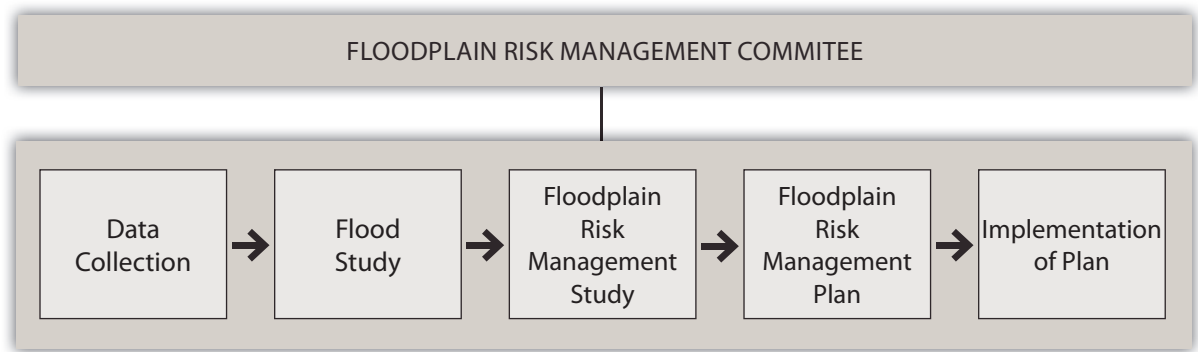 FLOODPLAIN RISK MANAGEMENT COMMITEE
Data
Collection
Flood
Study
Floodplain
Risk
Management
Study
Floodplain
Risk
Management
Plan
Implementation
of Plan